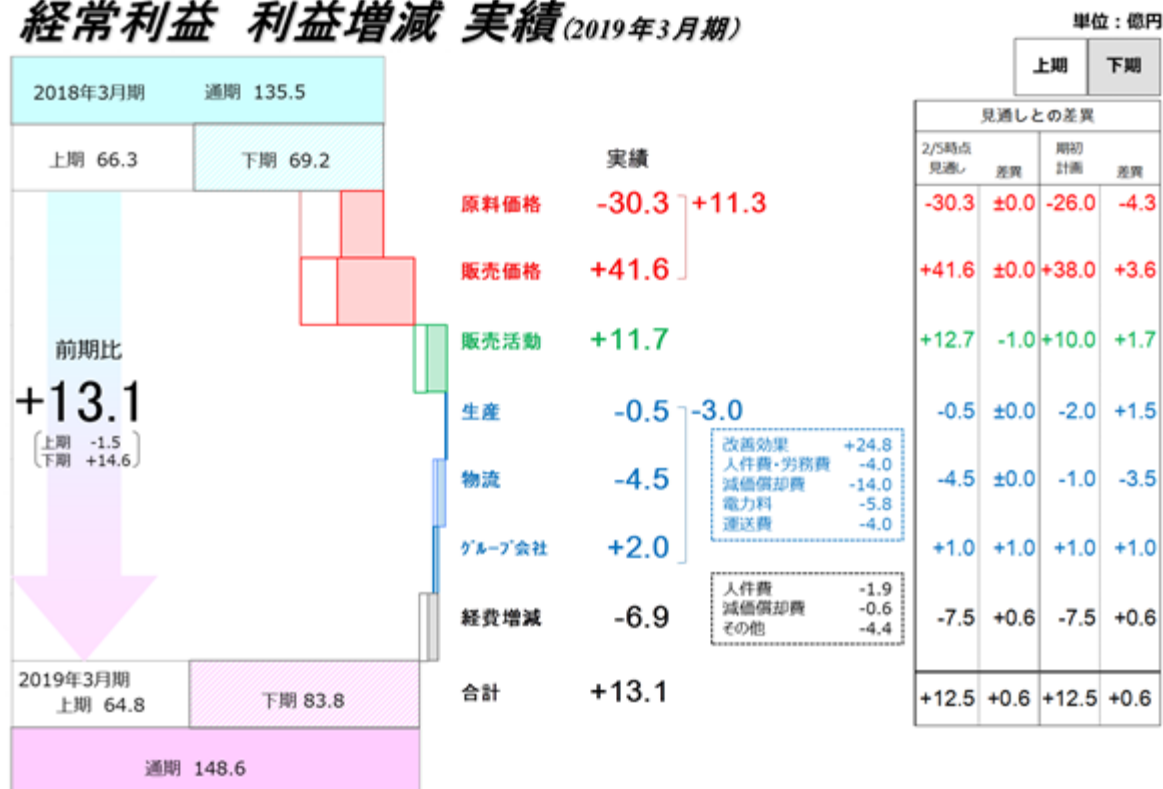 経常利益 利益増減 実績(2019年3月期)
単位：億円
上期 下期
2018年3月期 通期 135.5
上期 66.3 下期 69.2
実績
見通しとの差異
2/5時点見通し 差異 期初計画 差異
原料価格 -30.3 +11.3 -30.3 ±0.0 -26.0 -4.3
販売価格 +41.6 +41.6 ±0.0 +38.0 +3.6
販売活動 +11.7 +12.7 -1.0 +10.0 +1.7
前期比
+13.1
上期 -1.5
下期 +14.6
生産 -0.5 -3.0 -0.5 ±0.0 -2.0 +1.5
改善効果 +24.8
人件費・労務費 -4.0
減価償却費 -14.0
電力料 -5.8
運送費 -4.0
物流 -4.5 -4.5 ±0.0 -1.0 -3.5
ｸﾞﾙｰﾌﾟ会社 +2.0 +1.0 +1.0 +1.0 +1.0
人件費 -1.9
減価償却費 -0.6
その他 -4.4
経費増減 -6.9 -7.5 +0.6 -7.5 +0.6
合計 +13.1 +12.5 +0.6 +12.5 +0.6
2019年3月期
上期 64.8 下期 83.8
通期 148.6